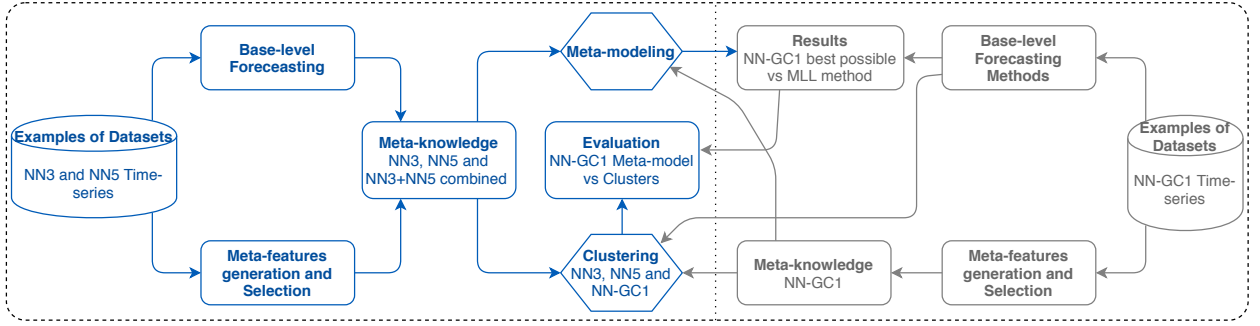 Base-level
Foreceasting
Examples of Datasets
NN3 and NN5 Time-
series
Meta-features
generation and
Selection
Meta-knowledge
NN3, NN5 and
NN3+NN5 combined
Meta-modeling
Evaluation
NN-GC1 Meta-model
vs Clusters
Clustering
NN3, NN5 and
NN-GC1
Results
NN-GC1 best possible
vs MLL method
Meta-knowledge
NN-GC1
Base-level
Forecasting
Methods
Meta-features
generation and
Selection
Examples of
Datasets
NN-GC1 Time-
series